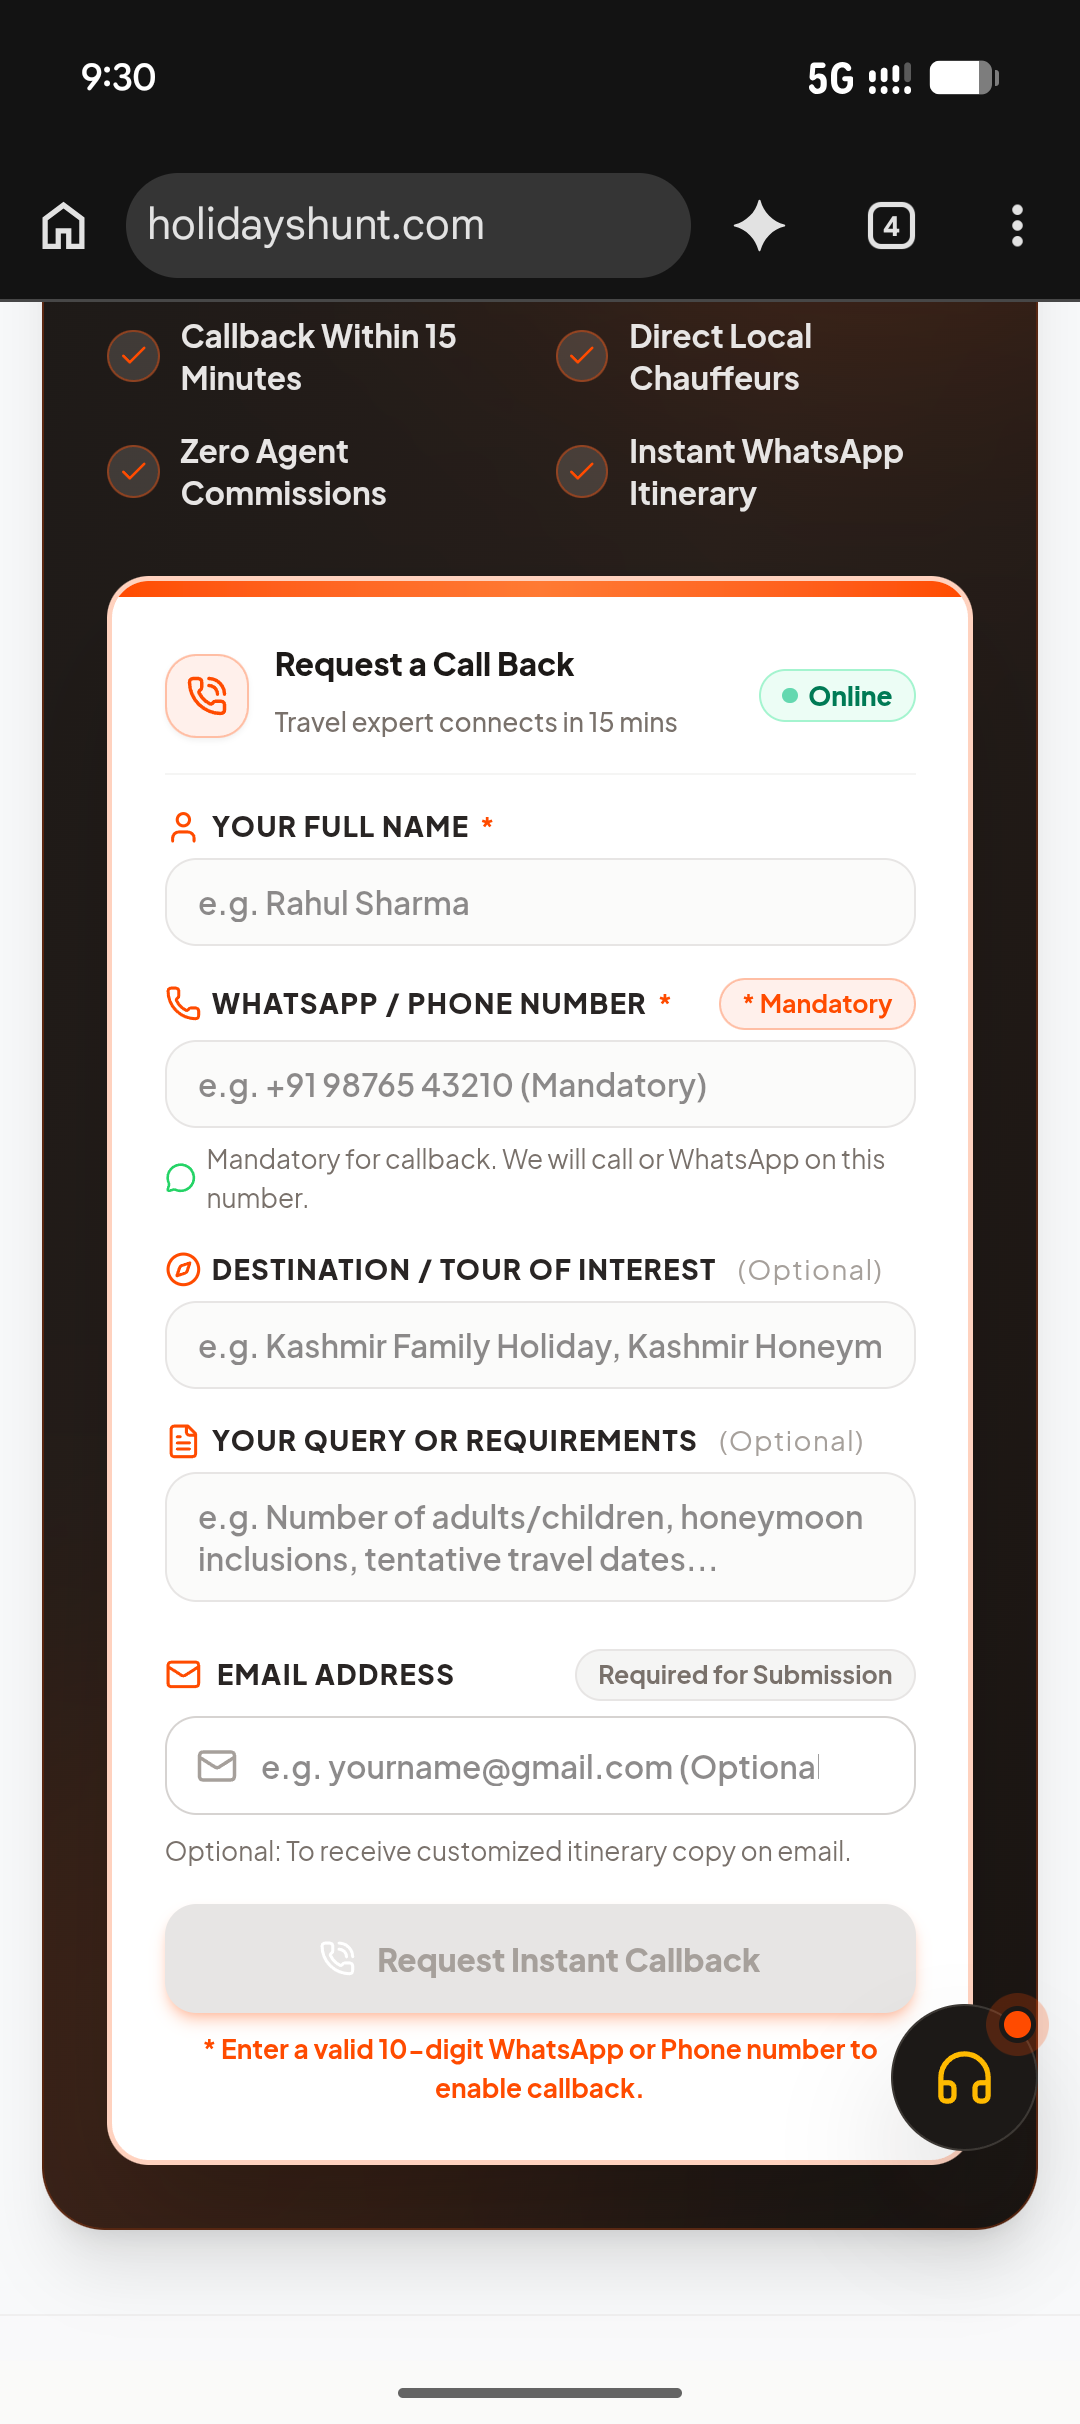 9:30
5G
holidayshunt.com
4
Callback Within 15
Minutes
Direct Local
Chauffeurs
Zero Agent
Commissions
Instant WhatsApp
Itinerary
Request a Call Back
Travel expert connects in 15 mins
Online
YOUR FULL NAME *
e.g. Rahul Sharma
WHATSAPP / PHONE NUMBER *
* Mandatory
e.g. +91 98765 43210 (Mandatory)
Mandatory for callback. We will call or WhatsApp on this
number.
DESTINATION / TOUR OF INTEREST (Optional)
e.g. Kashmir Family Holiday, Kashmir Honeym
YOUR QUERY OR REQUIREMENTS (Optional)
e.g. Number of adults/children, honeymoon
inclusions, tentative travel dates...
EMAIL ADDRESS
Required for Submission
e.g. yourname@gmail.com (Optional
Optional: To receive customized itinerary copy on email.
Request Instant Callback
* Enter a valid 10-digit WhatsApp or Phone number to
enable callback.